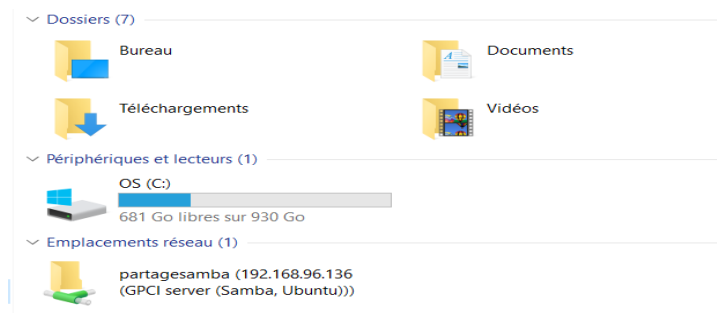 Dossiers (7)
Bureau
Documents
Téléchargements
Vidéos
Périphériques et lecteurs (1)
OS (C:)
681 Go libres sur 930 Go
Emplacements réseau (1)
partagesamba (192.168.96.136
(GPCI server (Samba, Ubuntu)))